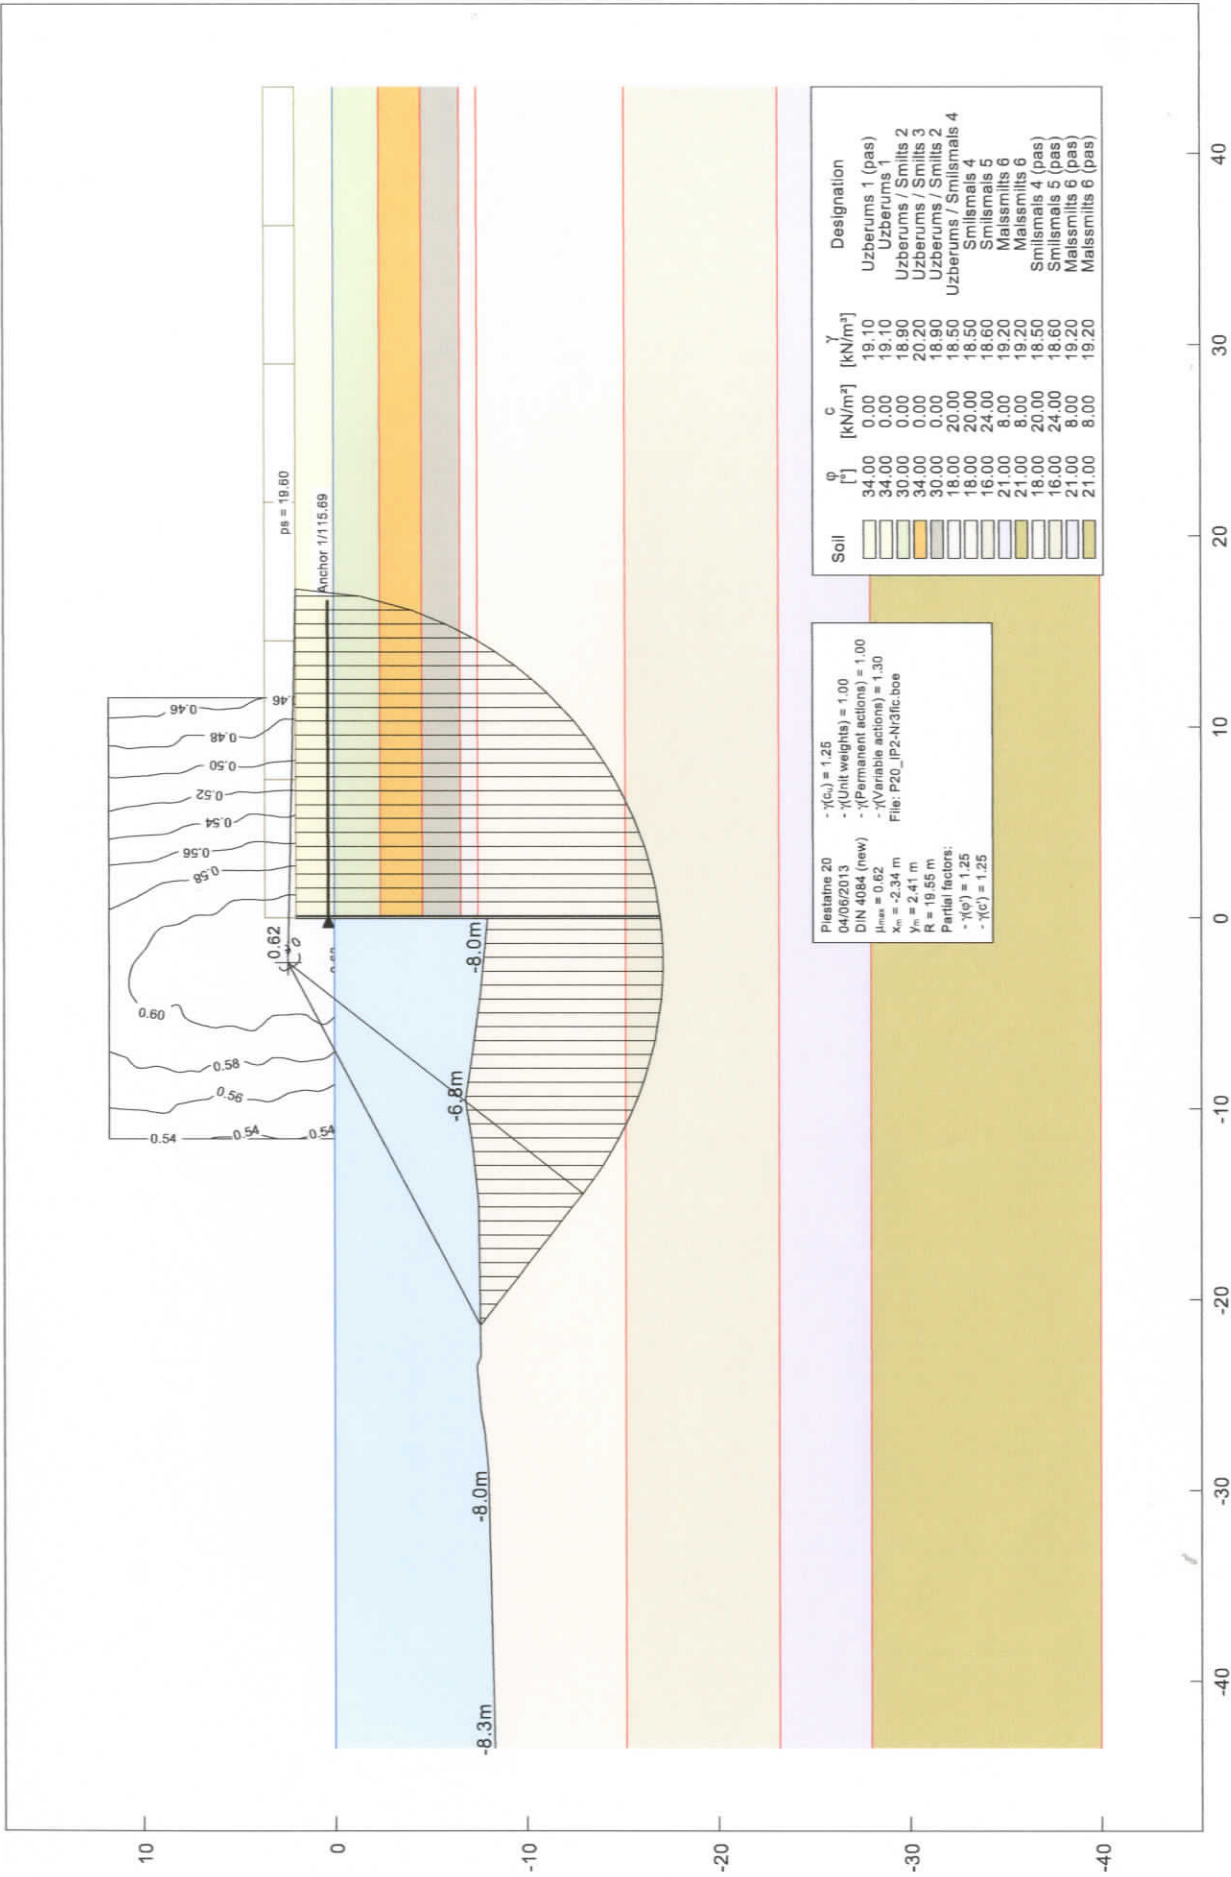 ps = 19.60
Anchor 1/115.69
0.62
0.46
0.46
0.48
0.50
0.52
0.54
0.56
0.58
0.60
0.58
0.56
0.54
0.54
0.54
-8.0m
-6.8m
-8.0m
-8.3m
Piestatne 20
04/06/2013
DIN 4084 (new)
μmax = 0.62
xm = -2.34 m
ym = 2.41 m
R = 19.55 m
Partial factors:
- γ(φ') = 1.25
- γ(c') = 1.25
- γ(cu) = 1.25
- γ(Unit weights) = 1.00
- γ(Permanent actions) = 1.00
- γ(Variable actions) = 1.30
File: P20_IP2-Nr3fic.boe
Soil φ [°] c [kN/m²] γ [kN/m³] Designation
34.00 0.00 19.10 Uzberums 1 (pas)
34.00 0.00 19.10 Uzberums 1
30.00 0.00 18.90 Uzberums / Smilts 2
34.00 0.00 20.20 Uzberums / Smilts 3
30.00 0.00 18.90 Uzberums / Smilts 2
18.00 20.00 18.50 Uzberums / Smilsmals 4
18.00 20.00 18.50 Smilsmals 4
16.00 24.00 18.60 Smilsmals 5
21.00 8.00 19.20 Malssmilts 6
21.00 8.00 19.20 Malssmilts 6
18.00 20.00 18.50 Smilsmals 4 (pas)
16.00 24.00 18.60 Smilsmals 5 (pas)
21.00 8.00 19.20 Malssmilts 6 (pas)
21.00 8.00 19.20 Malssmilts 6 (pas)
10
0
-10
-20
-30
-40
-40
-30
-20
-10
0
10
20
30
40